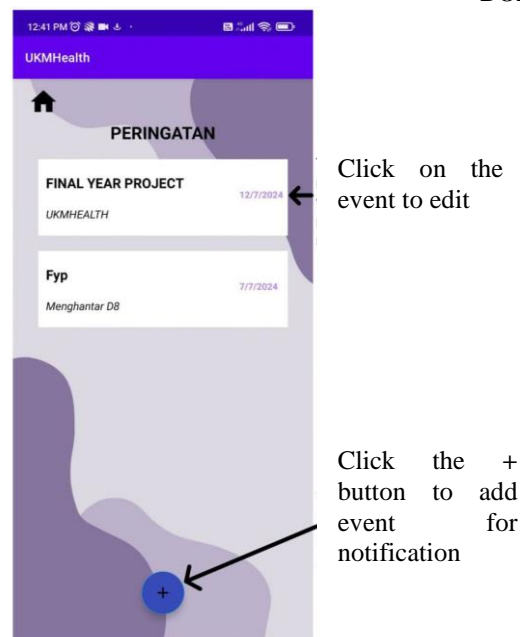 12:41 PM
UKMHealth
PERINGATAN
FINAL YEAR PROJECT
12/7/2024
UKMHEALTH
Fyp
7/7/2024
Menghantar D8
+
Click on the
event to edit
Click the +
button to add
event for
notification